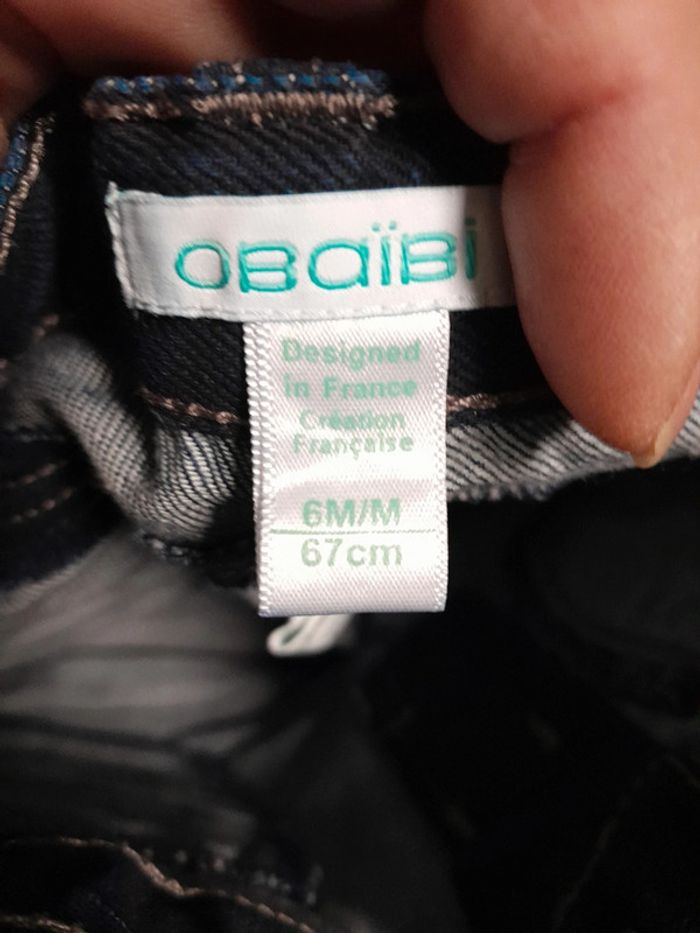 OBaïBi
Designed
in France
Création
Française
6M/M
67cm